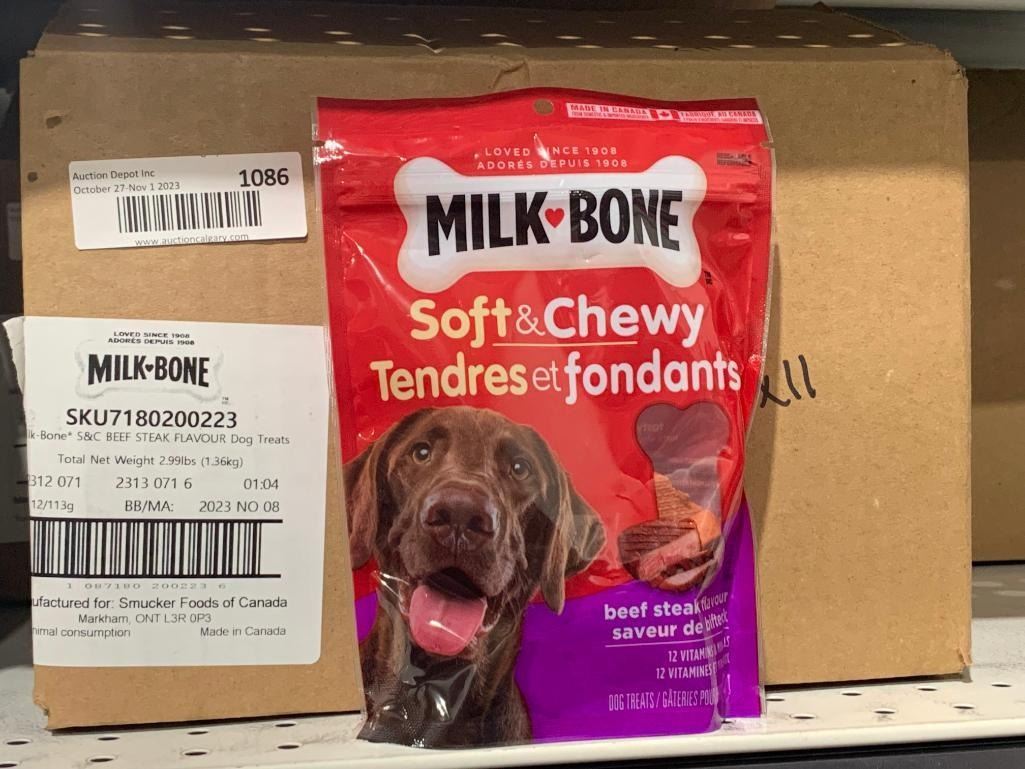 Auction Depot Inc
October 27-Nov 1 2023
1086
www.auctioncalgary.com
LOVED SINCE 1908
ADORÉS DEPUIS 1908
MILK•BONE
TM
MC
SKU7180200223
lk-Bone® S&C BEEF STEAK FLAVOUR Dog Treats
Total Net Weight 2.99lbs (1.36kg)
2312 071 2313 071 6 01:04
12/113g BB/MA: 2023 NO 08
1 087180 200223 6
ufactured for: Smucker Foods of Canada
Markham, ONT L3R 0P3
nimal consumption Made in Canada
MADE IN CANADA FABRIQUÉ AU CANADA
LOVED SINCE 1908
ADORÉS DEPUIS 1908
MILK♥BONE
Soft & Chewy
Tendres et fondants
x11
beef steak flavour
saveur de bifteck
12 VITAMINS
12 VITAMINES
DOG TREATS / GÂTERIES